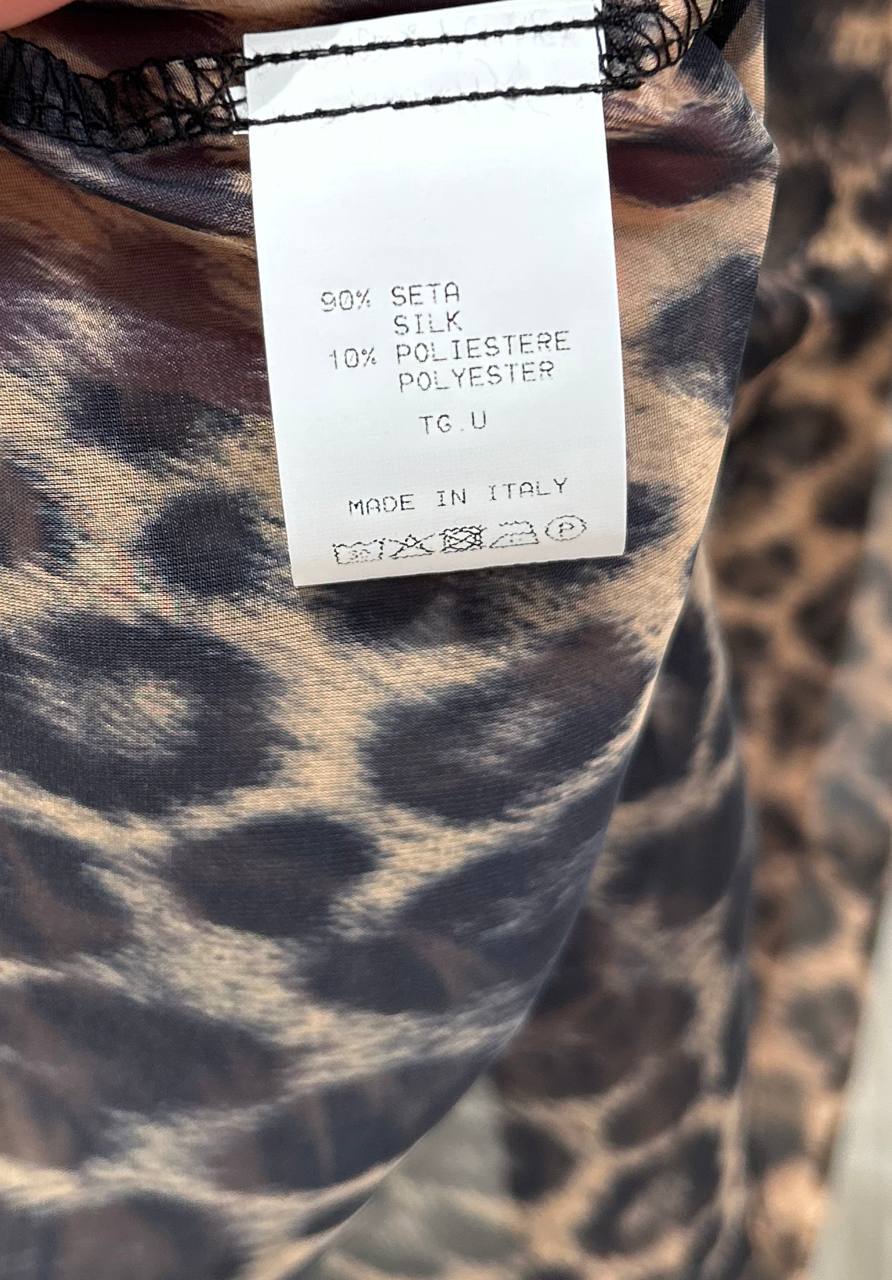 90% SETA
SILK
10% POLIESTERE
POLYESTER
TG.U
MADE IN ITALY
P